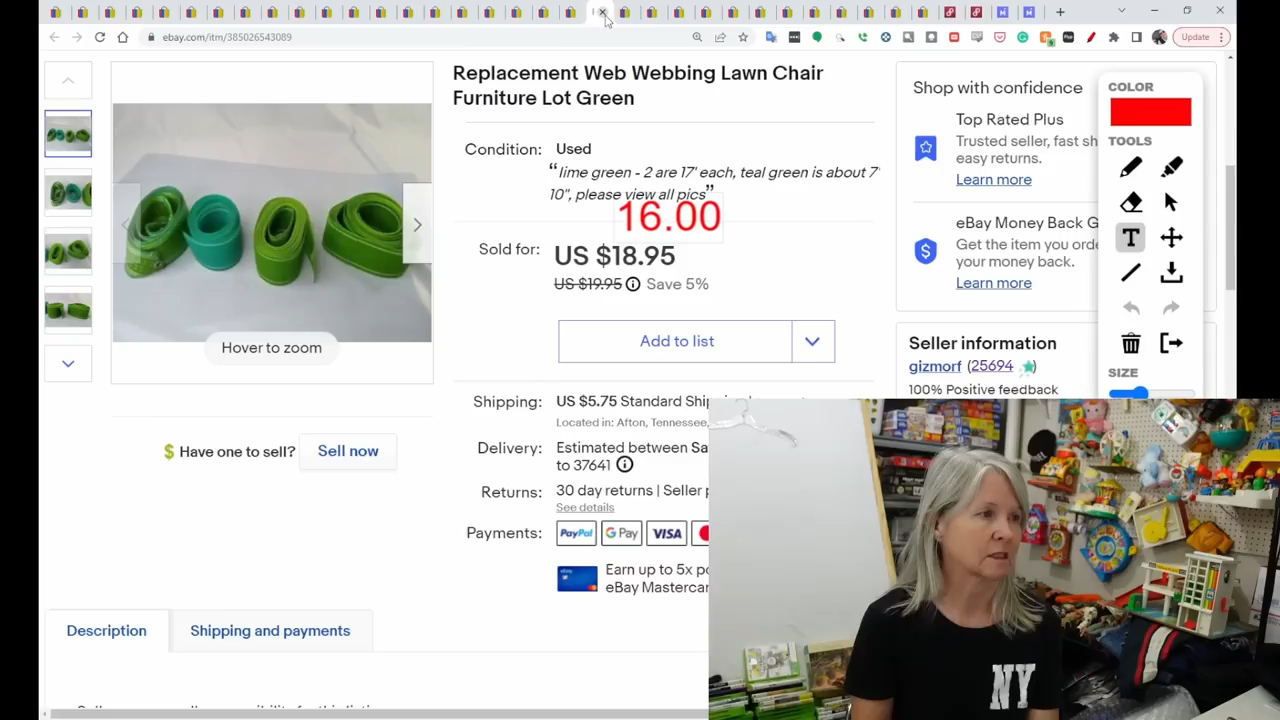 ebay.com/itm/385026543089
Update
Replacement Web Webbing Lawn Chair
Furniture Lot Green
Condition:
Used
“lime green - 2 are 17' each, teal green is about 7'
10", please view all pics”
16.00
Sold for:
US $18.95
US $19.95
Save 5%
Add to list
Hover to zoom
Have one to sell?
Sell now
Shipping:
US $5.75 Standard Shi
Located in: Afton, Tennessee,
Delivery:
Estimated between Sa
to 37641
Returns:
30 day returns | Seller p
See details
Payments:
PayPal
G Pay
VISA
Earn up to 5x po
eBay Mastercar
Description
Shipping and payments
Shop with confidence
Top Rated Plus
Trusted seller, fast sh
easy returns.
Learn more
eBay Money Back G
Get the item you orde
your money back.
Learn more
Seller information
gizmorf (25694
100% Positive feedback
COLOR
TOOLS
T
SIZE
NY